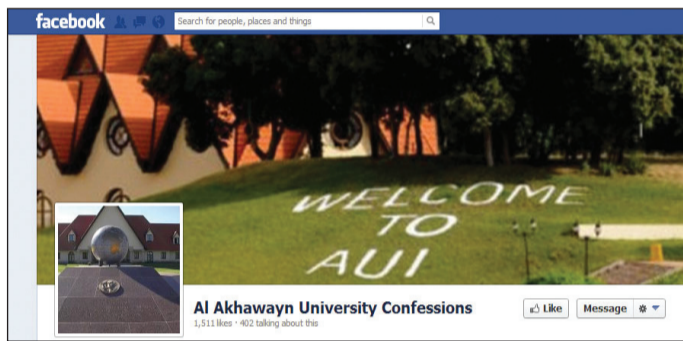 facebook
Search for people, places and things
WELCOME
TO
AUI
Al Akhawayn University Confessions
1,511 likes · 402 talking about this
Like
Message